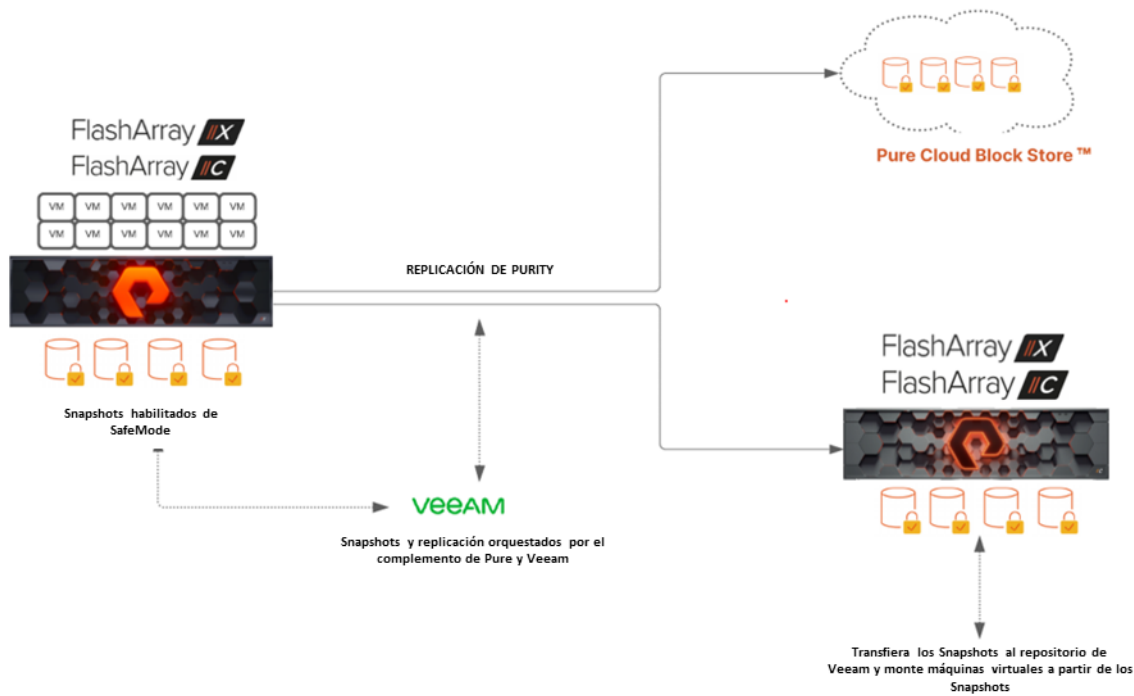 FlashArray //X
FlashArray //C
VM VM VM VM VM VM
VM VM VM VM VM VM
Snapshots habilitados de
SafeMode
REPLICACIÓN DE PURITY
Pure Cloud Block Store ™
veeAM
Snapshots y replicación orquestados por el
complemento de Pure y Veeam
FlashArray //X
FlashArray //C
Transfiera los Snapshots al repositorio de
Veeam y monte máquinas virtuales a partir de los
Snapshots